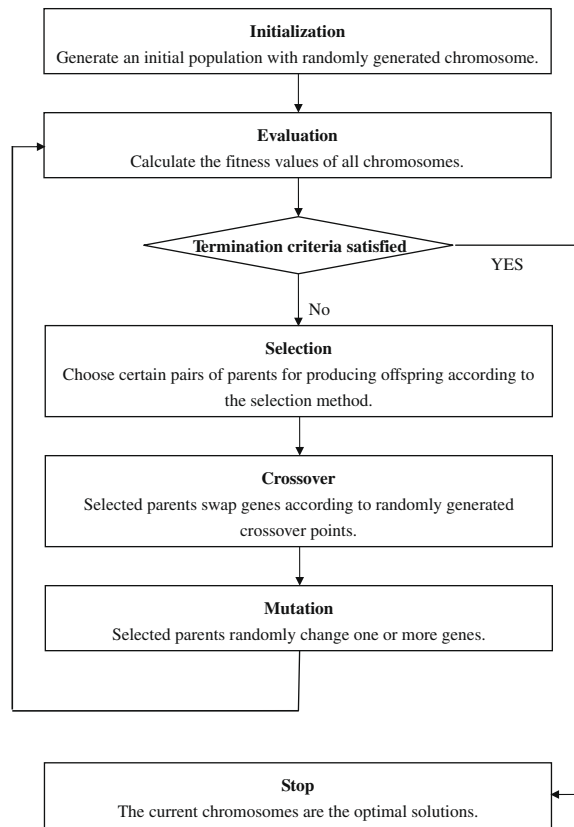 Initialization
Generate an initial population with randomly generated chromosome.
Evaluation
Calculate the fitness values of all chromosomes.
Termination criteria satisfied
YES
No
Selection
Choose certain pairs of parents for producing offspring according to
the selection method.
Crossover
Selected parents swap genes according to randomly generated
crossover points.
Mutation
Selected parents randomly change one or more genes.
Stop
The current chromosomes are the optimal solutions.